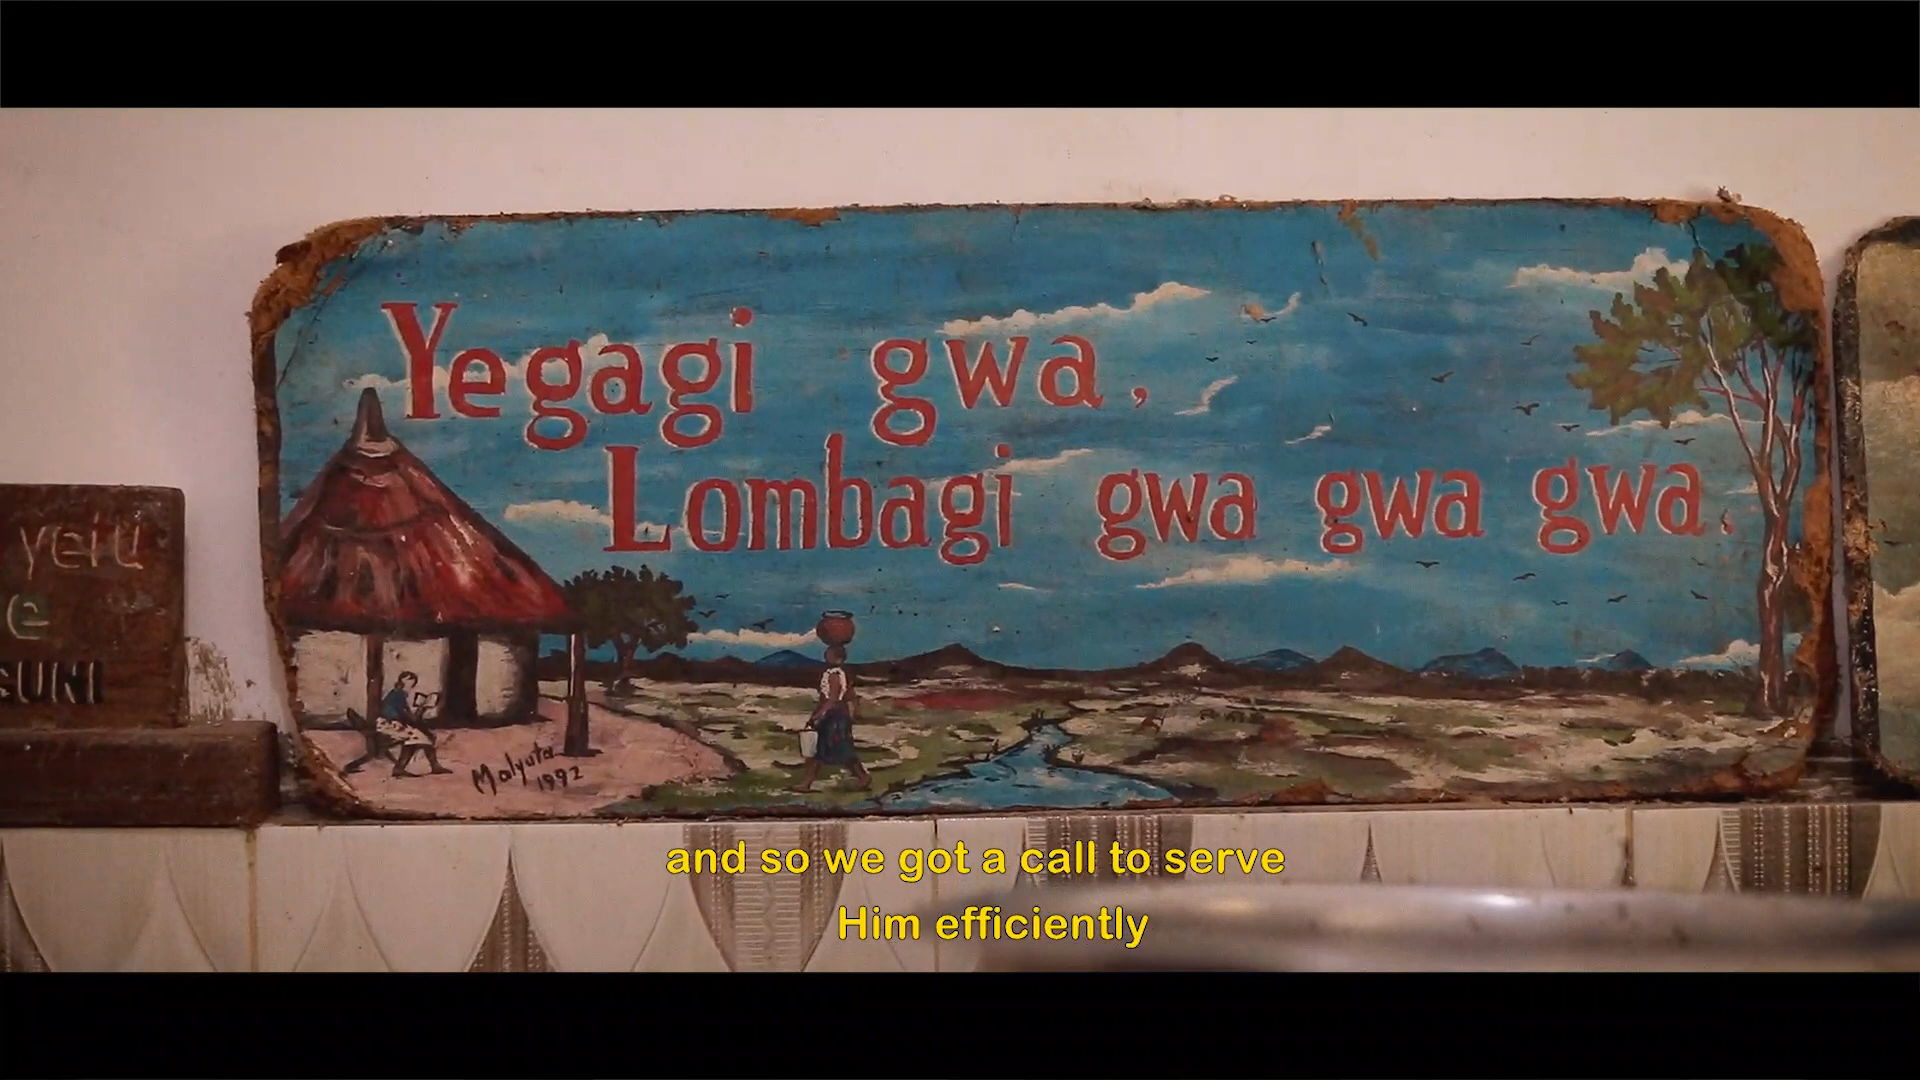 Yegagi gwa,
Lombagi gwa gwa gwa.
yetu
e
Malyuta
1992
and so we got a call to serve
Him efficiently